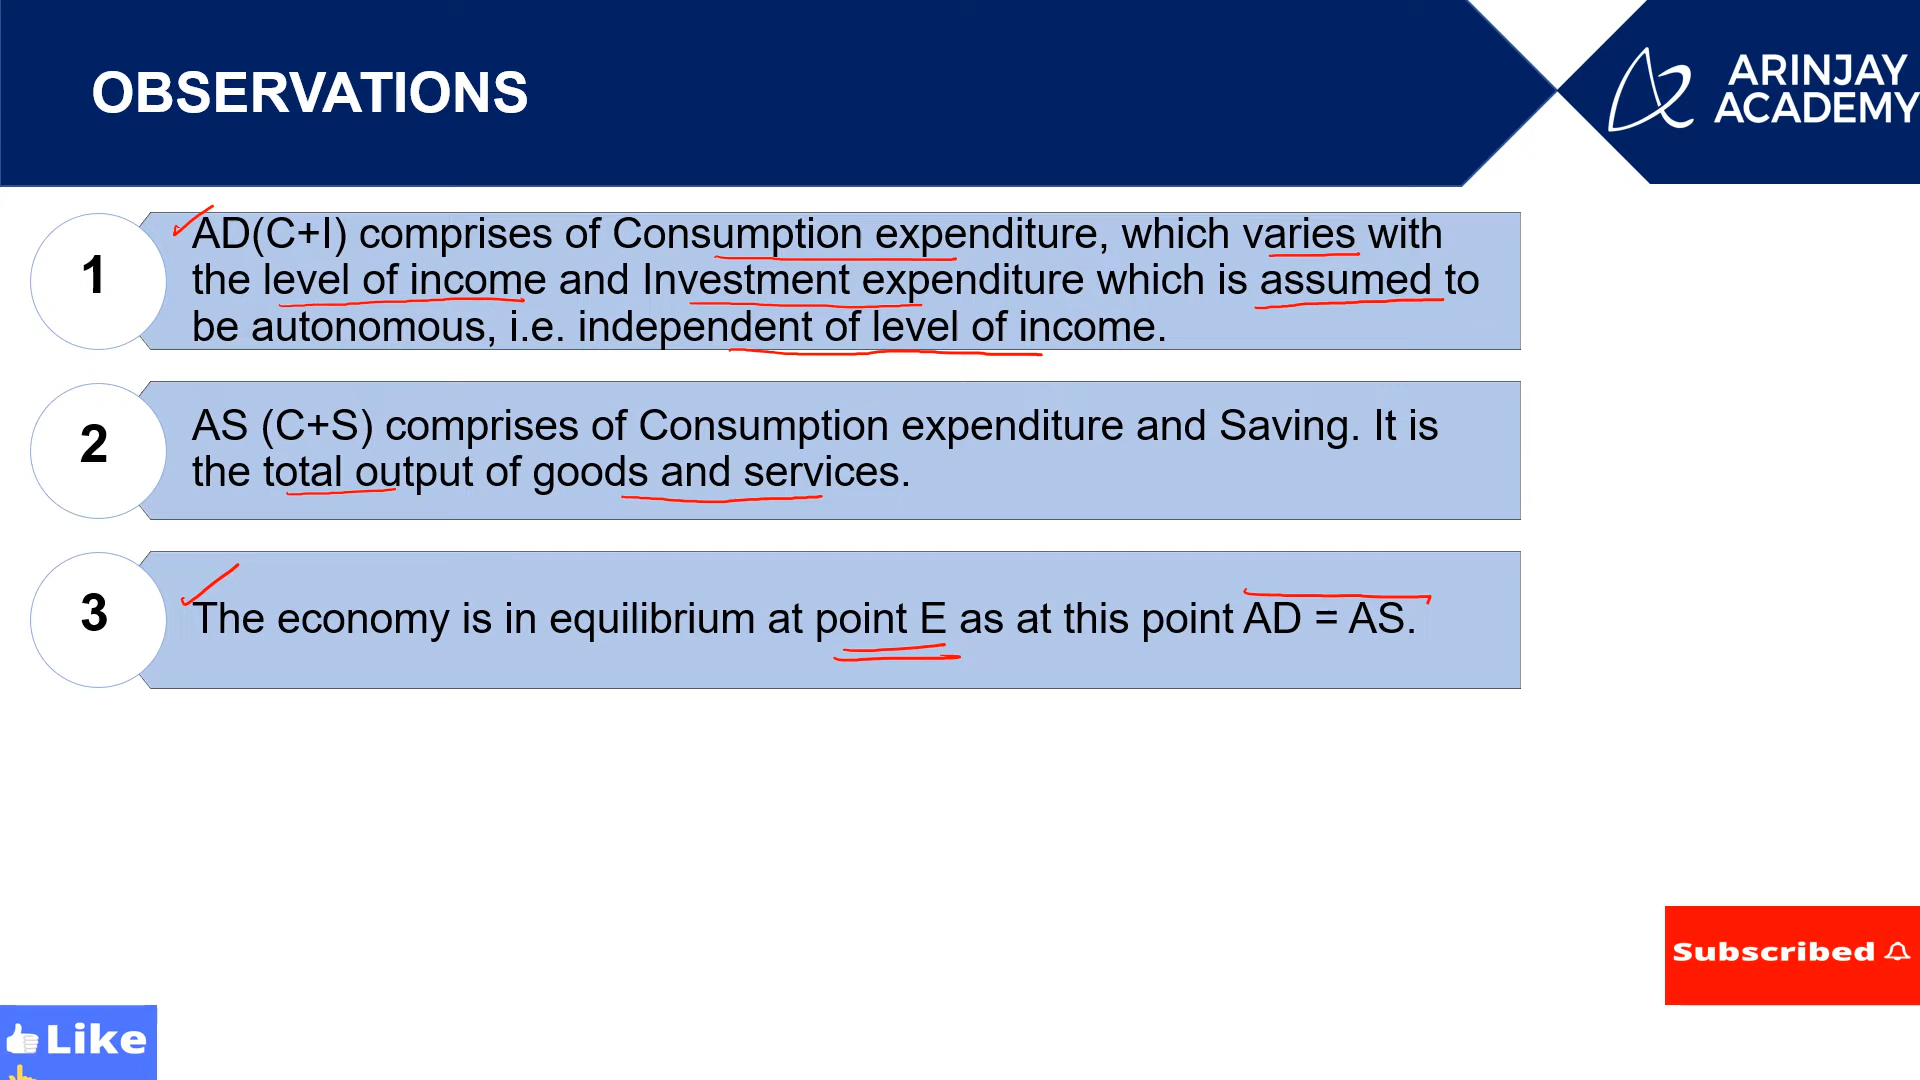 OBSERVATIONS
ARINJAY
ACADEMY
1
AD(C+I) comprises of Consumption expenditure, which varies with
the level of income and Investment expenditure which is assumed to
be autonomous, i.e. independent of level of income.
2
AS (C+S) comprises of Consumption expenditure and Saving. It is
the total output of goods and services.
3
The economy is in equilibrium at point E as at this point AD = AS.
Subscribed
Like